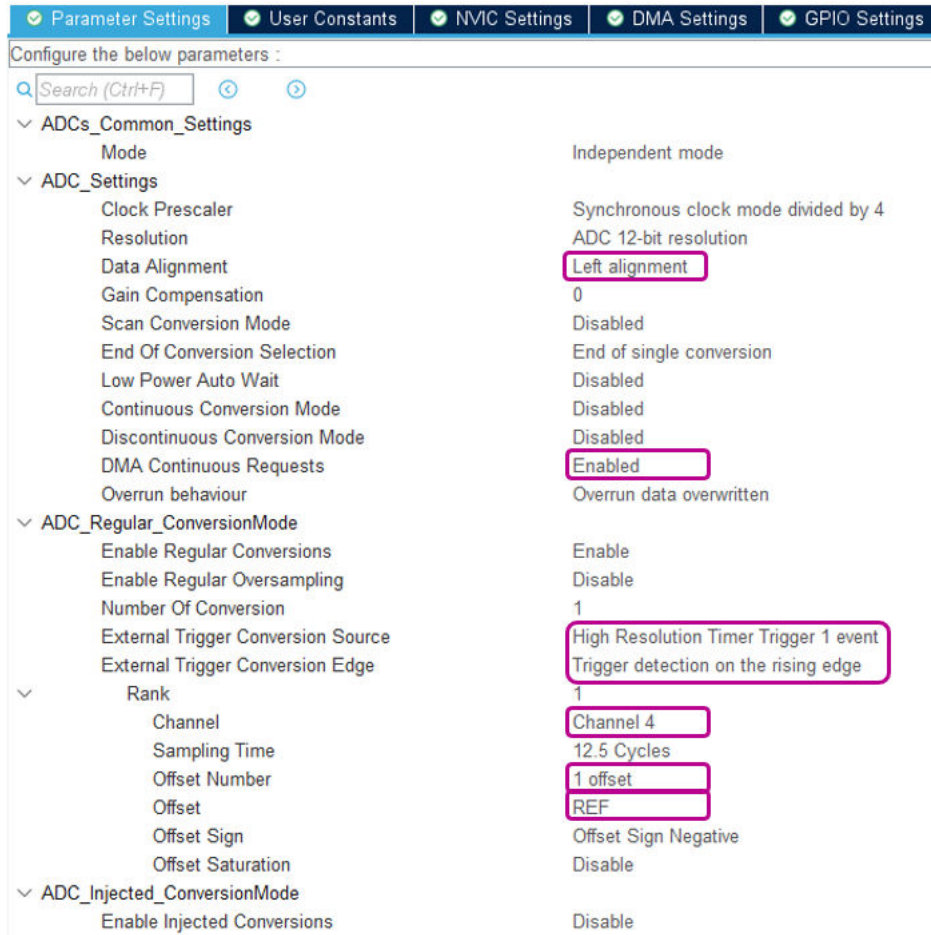 Parameter Settings User Constants NVIC Settings DMA Settings GPIO Settings
Configure the below parameters :
Search (Ctrl+F)
ADCs_Common_Settings
Mode Independent mode
ADC_Settings
Clock Prescaler Synchronous clock mode divided by 4
Resolution ADC 12-bit resolution
Data Alignment Left alignment
Gain Compensation 0
Scan Conversion Mode Disabled
End Of Conversion Selection End of single conversion
Low Power Auto Wait Disabled
Continuous Conversion Mode Disabled
Discontinuous Conversion Mode Disabled
DMA Continuous Requests Enabled
Overrun behaviour Overrun data overwritten
ADC_Regular_ConversionMode
Enable Regular Conversions Enable
Enable Regular Oversampling Disable
Number Of Conversion 1
External Trigger Conversion Source High Resolution Timer Trigger 1 event
External Trigger Conversion Edge Trigger detection on the rising edge
Rank 1
Channel Channel 4
Sampling Time 12.5 Cycles
Offset Number 1 offset
Offset REF
Offset Sign Offset Sign Negative
Offset Saturation Disable
ADC_Injected_ConversionMode
Enable Injected Conversions Disable